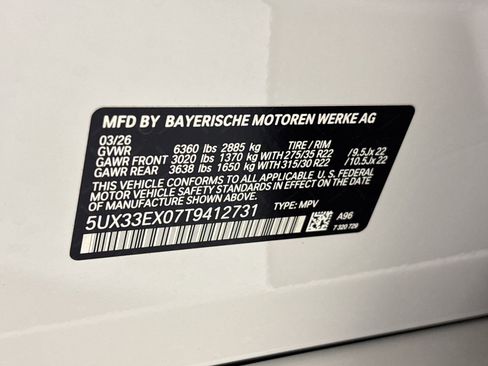 MFD BY BAYERISCHE MOTOREN WERKE AG
03/26
GVWR 6360 lbs 2885 kg TIRE / RIM
GAWR FRONT 3020 lbs 1370 kg WITH 275/35 R22 / 9.5Jx 22
GAWR REAR 3638 lbs 1650 kg WITH 315/30 R22 / 10.5Jx 22
THIS VEHICLE CONFORMS TO ALL APPLICABLE U. S. FEDERAL
MOTOR VEHICLE SAFETY STANDARDS IN EFFECT ON THE DATE
OF MANUFACTURE SHOWN ABOVE.
5UX33EX07T9412731 TYPE: MPV
A96
7 320 729